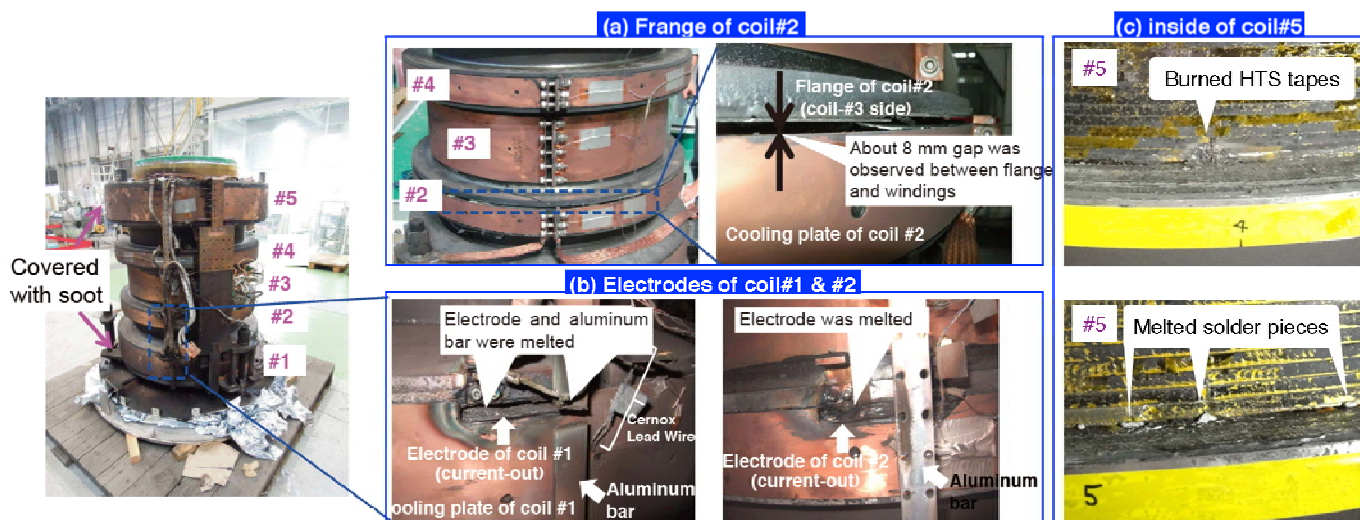 #5
#4
#3
#2
#1
Covered
with soot
(a) Frange of coil#2
#4
#3
#2
Flange of coil#2
(coil-#3 side)
About 8 mm gap was
observed between flange
and windings
Cooling plate of coil #2
(b) Electrodes of coil#1 & #2
Electrode and aluminum
bar were melted
Cernox
Lead Wire
Electrode of coil #1
(current-out)
ooling plate of coil #1
Aluminum
bar
Electrode was melted
Electrode of coil #2
(current-out)
Aluminum
bar
(c) inside of coil#5
#5
Burned HTS tapes
4
#5
Melted solder pieces
5